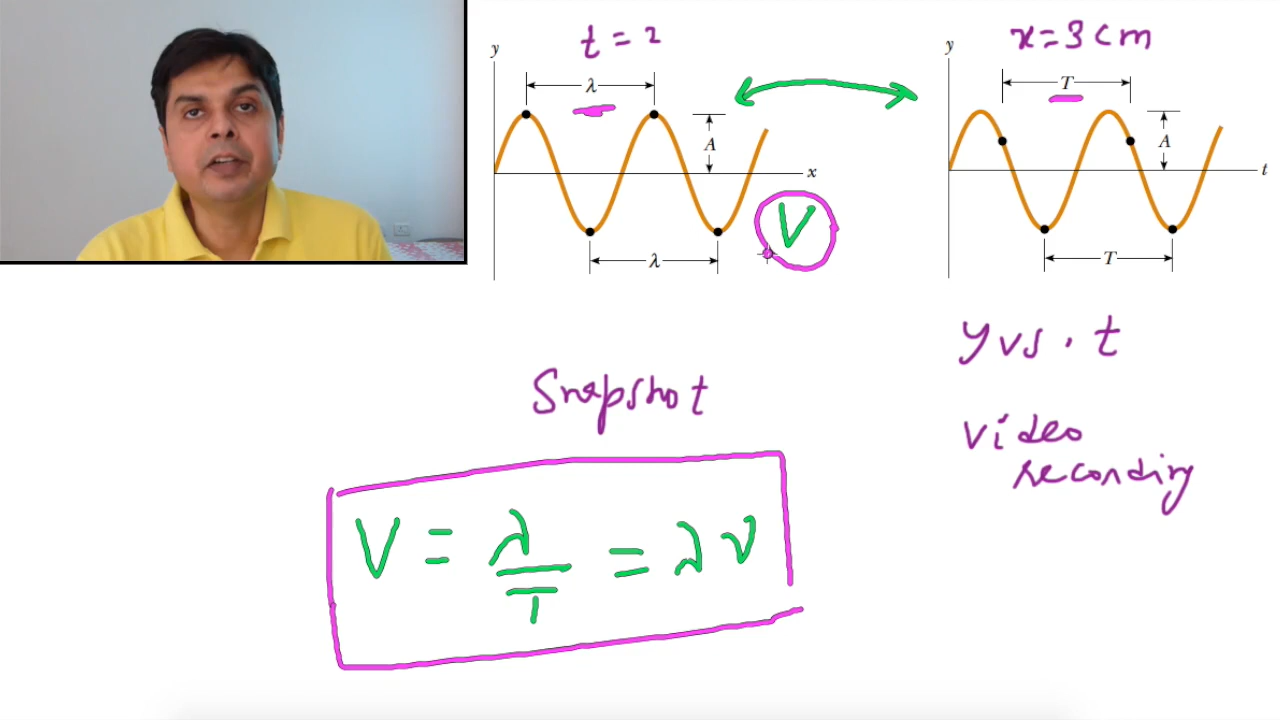 t = 2
y
λ
A
x
λ
V
x = 3 cm
y
T
A
t
T
y vs. t
Snapshot
video
recording
V = λ/T = λν